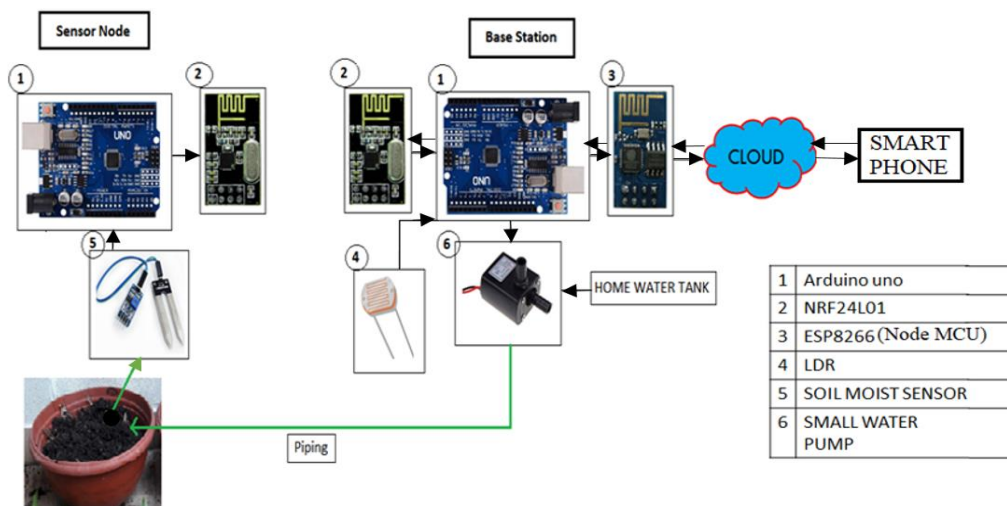 Sensor Node
Base Station
1
2
2
1
3
UNO
UNO
CLOUD
SMART
PHONE
5
4
6
HOME WATER TANK
Piping
1 Arduino uno
2 NRF24L01
3 ESP8266 (Node MCU)
4 LDR
5 SOIL MOIST SENSOR
6 SMALL WATER
PUMP